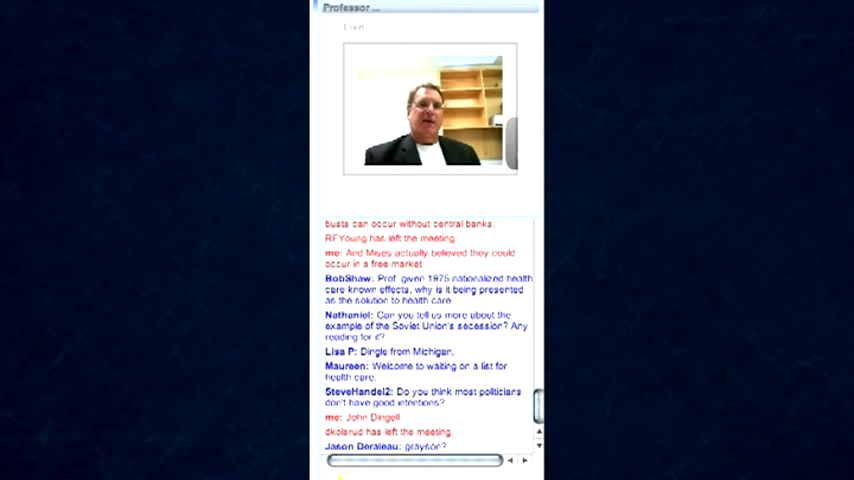 Professor ...
Live
busts can occur without central banks.
RFYoung has left the meeting
me: And Mises actually believed they could
occur in a free market
BobShaw: Prof. given 1975 nationalized health
care known effects, why is it being presented
as the solution to health care
Nathaniel: Can you tell us more about the
example of the Soviet Union's secession? Any
reading for it?
Lisa P: Dingle from Michigan.
Maureen: Welcome to waiting on a list for
health care.
SteveHandel2: Do you think most politicians
don't have good intentions?
me: John Dingell
dkolsrud has left the meeting.
Jason Deraleau: grayson?